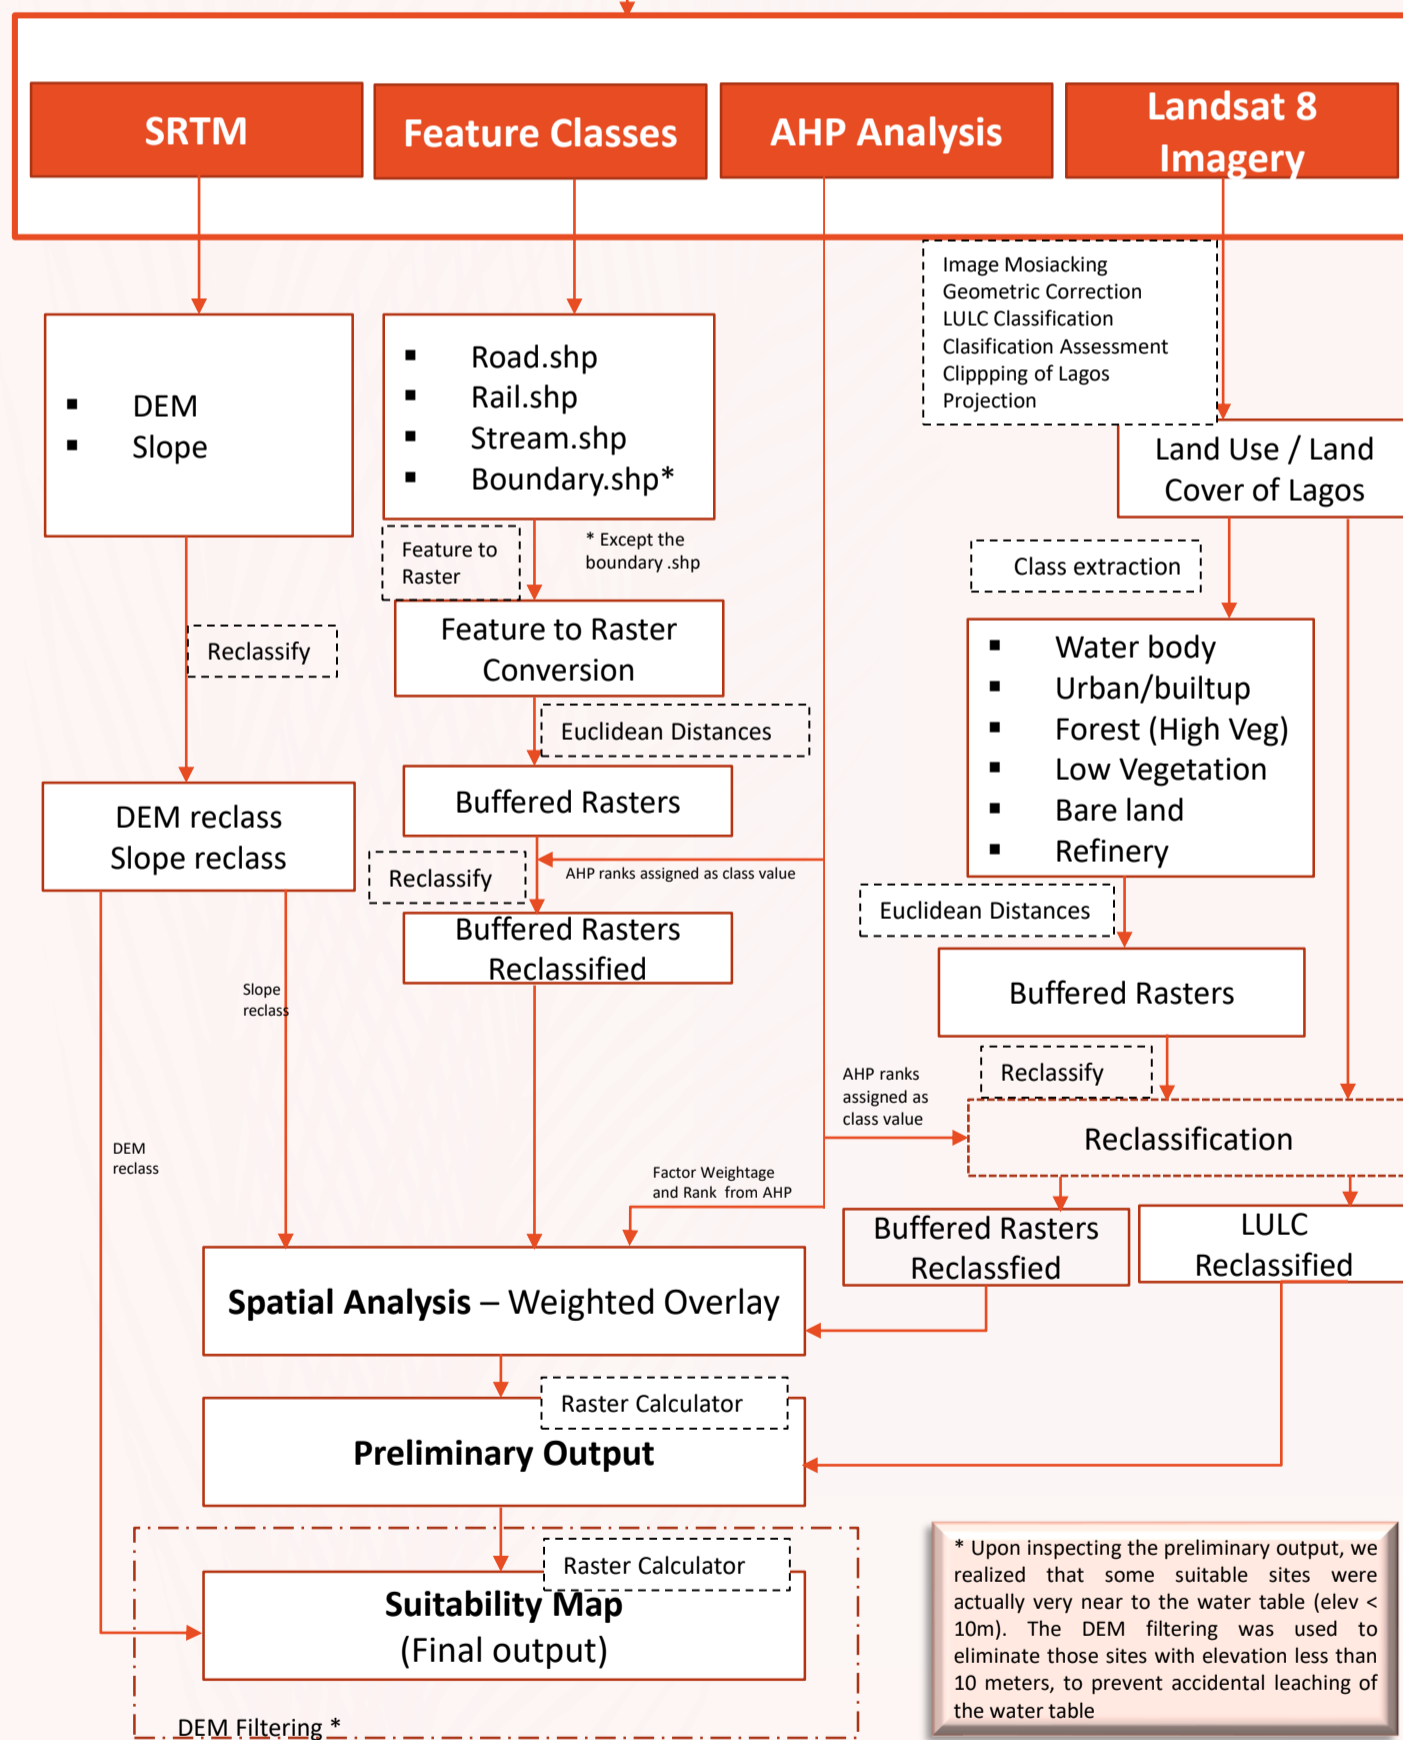 SRTM
Feature Classes
AHP Analysis
Landsat 8
Imagery
Image Mosiacking
Geometric Correction
LULC Classification
Clasification Assessment
Clippping of Lagos
Projection
▪ DEM
▪ Slope
▪ Road.shp
▪ Rail.shp
▪ Stream.shp
▪ Boundary.shp*
Land Use / Land
Cover of Lagos
Feature to
Raster
* Except the
boundary .shp
Class extraction
Feature to Raster
Conversion
Reclassify
▪ Water body
▪ Urban/builtup
▪ Forest (High Veg)
▪ Low Vegetation
▪ Bare land
▪ Refinery
Euclidean Distances
Buffered Rasters
DEM reclass
Slope reclass
Reclassify
AHP ranks assigned as class value
Buffered Rasters
Reclassified
Euclidean Distances
Buffered Rasters
Slope
reclass
Reclassify
AHP ranks
assigned as
class value
Reclassification
DEM
reclass
Factor Weightage
and Rank from AHP
Buffered Rasters
Reclassfied
LULC
Reclassified
Spatial Analysis – Weighted Overlay
Raster Calculator
Preliminary Output
Raster Calculator
Suitability Map
(Final output)
DEM Filtering *
* Upon inspecting the preliminary output, we
realized that some suitable sites were
actually very near to the water table (elev <
10m). The DEM filtering was used to
eliminate those sites with elevation less than
10 meters, to prevent accidental leaching of
the water table